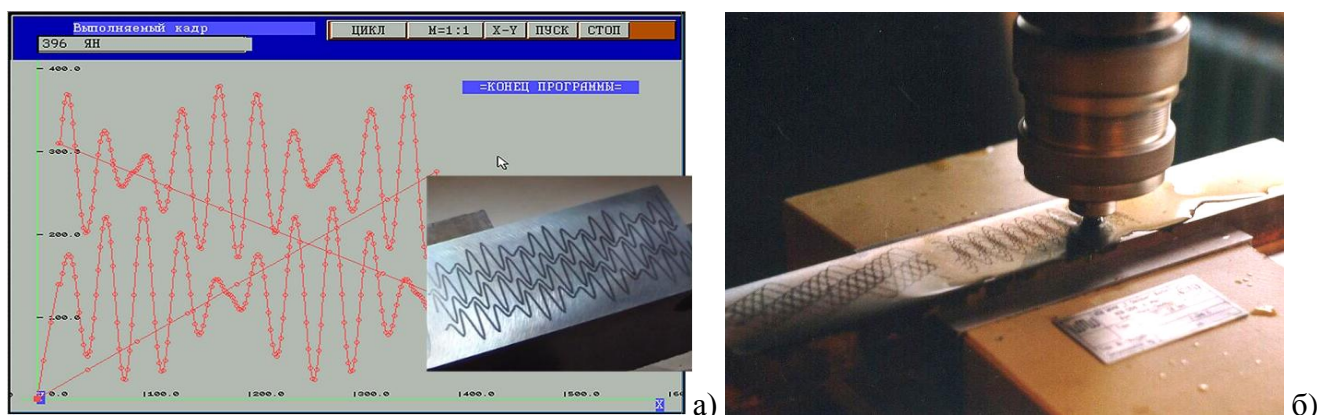 Выполняемый кадр
396 ЯН
ЦИКЛ
M=1:1
X-Y
ПУСК
СТОП
=КОНЕЦ ПРОГРАММЫ=
400.0
300.0
200.0
100.0
0.0
|100.0
|200.0
|300.0
|400.0
|500.0
X
а)
б)